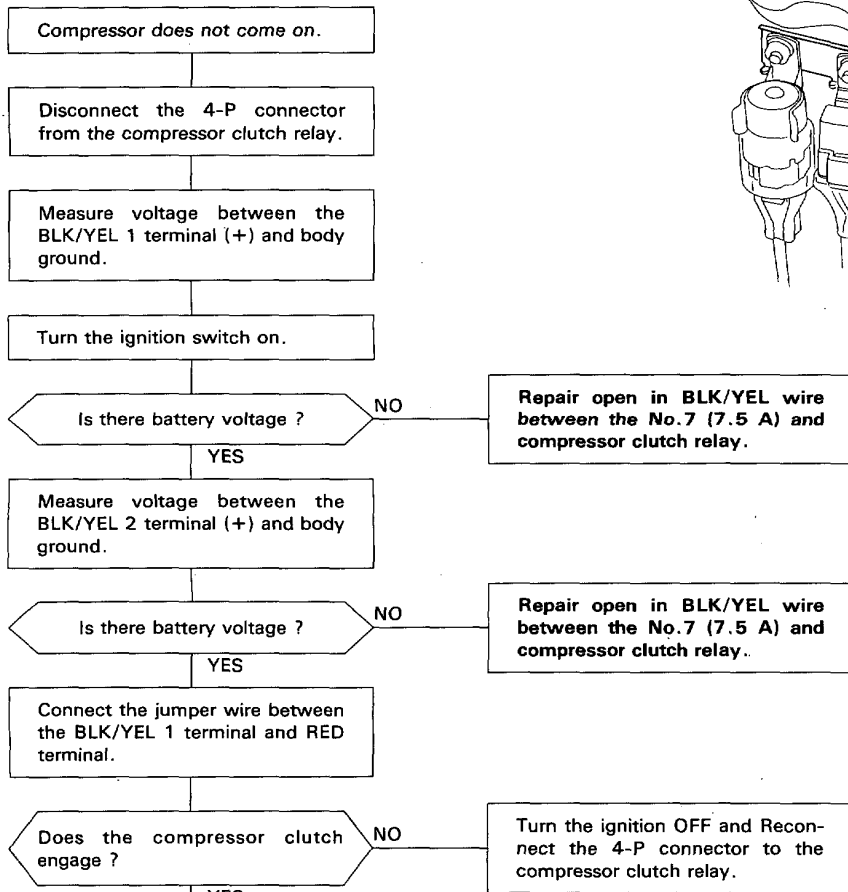 Compressor does not come on.
Disconnect the 4-P connector
from the compressor clutch relay.
Measure voltage between the
BLK/YEL 1 terminal (+) and body
ground.
Turn the ignition switch on.
Is there battery voltage ?
NO
Repair open in BLK/YEL wire
between the No.7 (7.5 A) and
compressor clutch relay.
YES
Measure voltage between the
BLK/YEL 2 terminal (+) and body
ground.
Is there battery voltage ?
NO
Repair open in BLK/YEL wire
between the No.7 (7.5 A) and
compressor clutch relay.
YES
Connect the jumper wire between
the BLK/YEL 1 terminal and RED
terminal.
Does the compressor clutch
engage ?
NO
Turn the ignition OFF and Recon-
nect the 4-P connector to the
compressor clutch relay.
YES